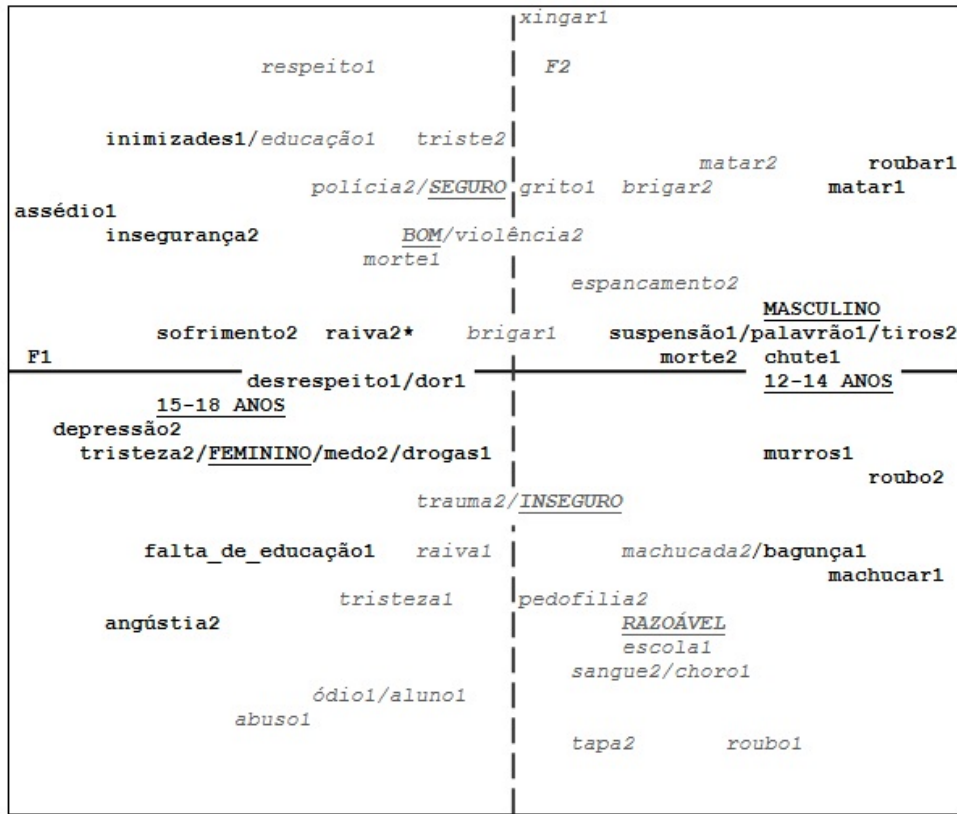 xingar1
respeito1 F2
inimizades1/educação1 triste2
matar2 roubar1
polícia2/SEGURO grito1 brigar2 matar1
assédio1
insegurança2 BOM/violência2
morte1
espancamento2
MASCULINO
sofrimento2 raiva2* brigar1 suspensão1/palavrão1/tiros2
F1 morte2 chute1
desrespeito1/dor1 12-14 ANOS
15-18 ANOS
depressão2
tristeza2/FEMININO/medo2/drogas1 murros1
roubo2
trauma2/INSEGURO
falta_de_educação1 raiva1 machucada2/bagunça1
machucar1
tristeza1 pedofilia2
angústia2 RAZOÁVEL
escola1
sangue2/choro1
ódio1/aluno1
abuso1
tapa2 roubo1